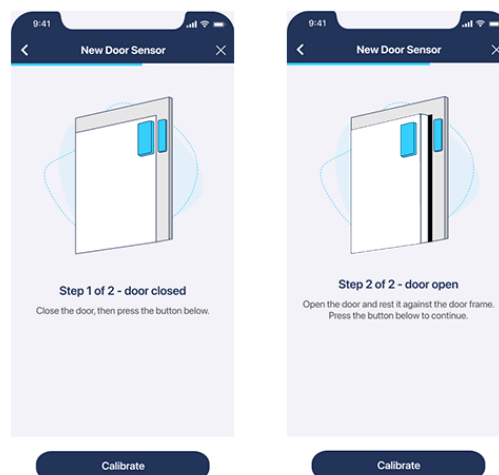 9:41
New Door Sensor
Step 1 of 2 - door closed
Close the door, then press the button below.
Calibrate
9:41
New Door Sensor
Step 2 of 2 - door open
Open the door and rest it against the door frame.
Press the button below to continue.
Calibrate